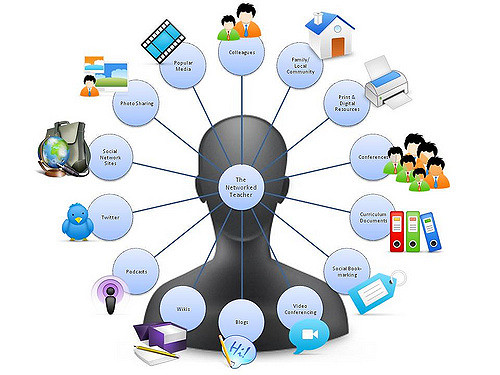 Colleagues
Popular
Media
Family/
Local
Community
Photo Sharing
Print &
Digital
Resources
Social
Network
Sites
Conferences
The
Networked
Teacher
Twitter
Curriculum
Documents
Podcasts
Social Book-
marking
Wikis
Blogs
Video
Conferencing
Hi!